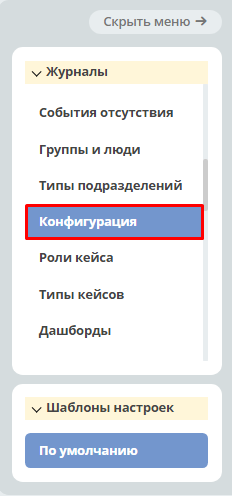 Скрыть меню →
Журналы
События отсутствия
Группы и люди
Типы подразделений
Конфигурация
Роли кейса
Типы кейсов
Дашборды
Шаблоны настроек
По умолчанию